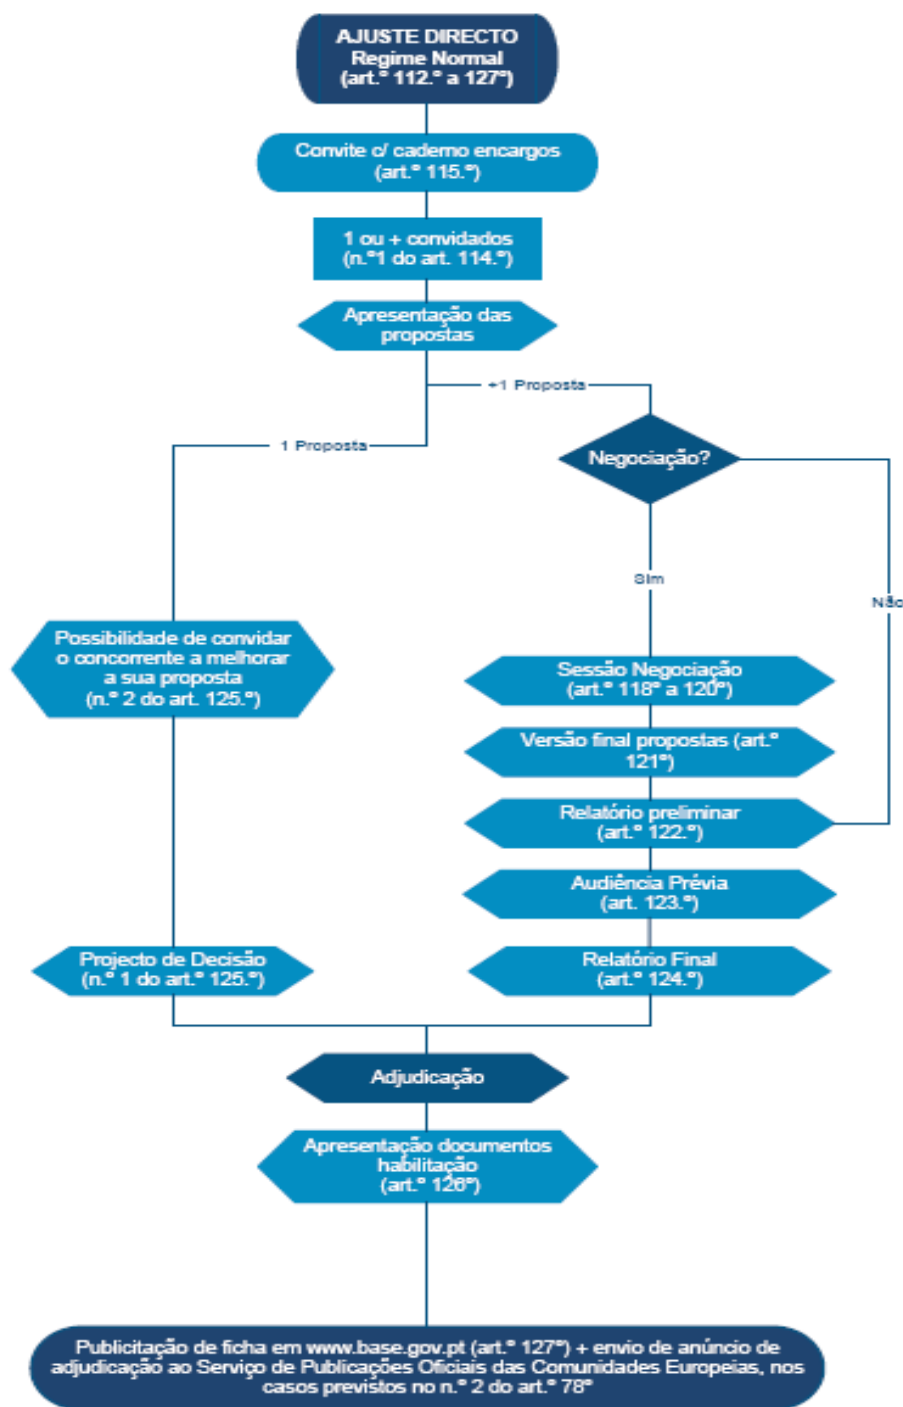 AJUSTE DIRECTO
Regime Normal
(art.º 112.º a 127º)
Convite c/ caderno encargos
(art.º 115.º)
1 ou + convidados
(n.º1 do art. 114.º)
Apresentação das
propostas
+1 Proposta
1 Proposta
Negociação?
Sim
Não
Possibilidade de convidar
o concorrente a melhorar
a sua proposta
(n.º 2 do art. 125.º)
Sessão Negociação
(art.º 118º a 120º)
Versão final propostas (art.º
121º)
Relatório preliminar
(art.º 122.º)
Audiência Prévia
(art. 123.º)
Projecto de Decisão
(n.º 1 do art.º 125.º)
Relatório Final
(art.º 124.º)
Adjudicação
Apresentação documentos
habilitação
(art.º 126º)
Publicitação de ficha em www.base.gov.pt (art.º 127º) + envio de anúncio de
adjudicação ao Serviço de Publicações Oficiais das Comunidades Europeias, nos
casos previstos no n.º 2 do art.º 78º